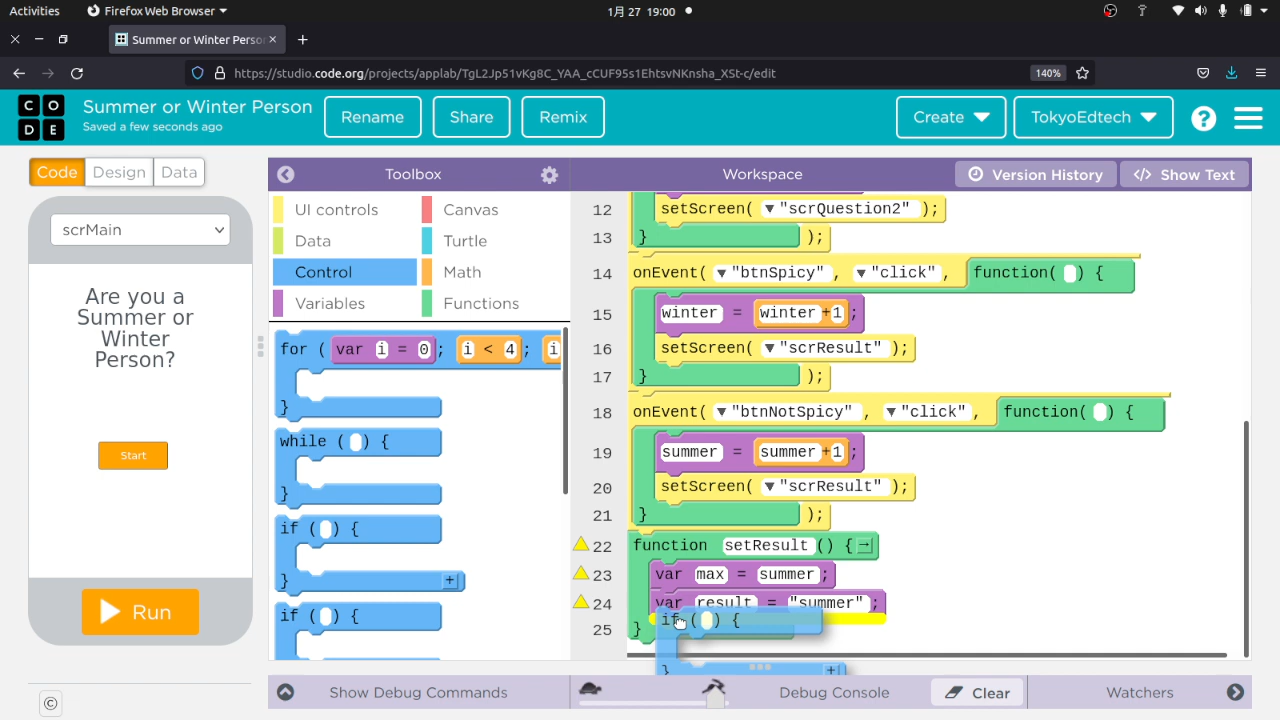 Activities Firefox Web Browser 1月 27 19:00
Summer or Winter Perso
https://studio.code.org/projects/applab/TgL2Jp51vKg8C_YAA_cCUF95s1EhtsvNKnsha_XSt-c/edit 140%
CODE Summer or Winter Person Rename Share Remix Create TokyoEdtech ?
Saved a few seconds ago
Code Design Data
Toolbox Workspace Version History </> Show Text
scrMain
Are you a
Summer or
Winter
Person?
Start
Run
©
UI controls Canvas
Data Turtle
Control Math
Variables Functions
for ( var i = 0; i < 4; i
}
while ( ) {
}
if ( ) {
} +
if ( ) {
12 setScreen( "scrQuestion2" );
13 } );
14 onEvent( "btnSpicy", "click", function( ) {
15 winter = winter +1;
16 setScreen( "scrResult" );
17 } );
18 onEvent( "btnNotSpicy", "click", function( ) {
19 summer = summer +1;
20 setScreen( "scrResult" );
21 } );
22 function setResult () { →
23 var max = summer;
24 var result = "summer";
if ( ) {
25 }
} +
Show Debug Commands Debug Console Clear Watchers